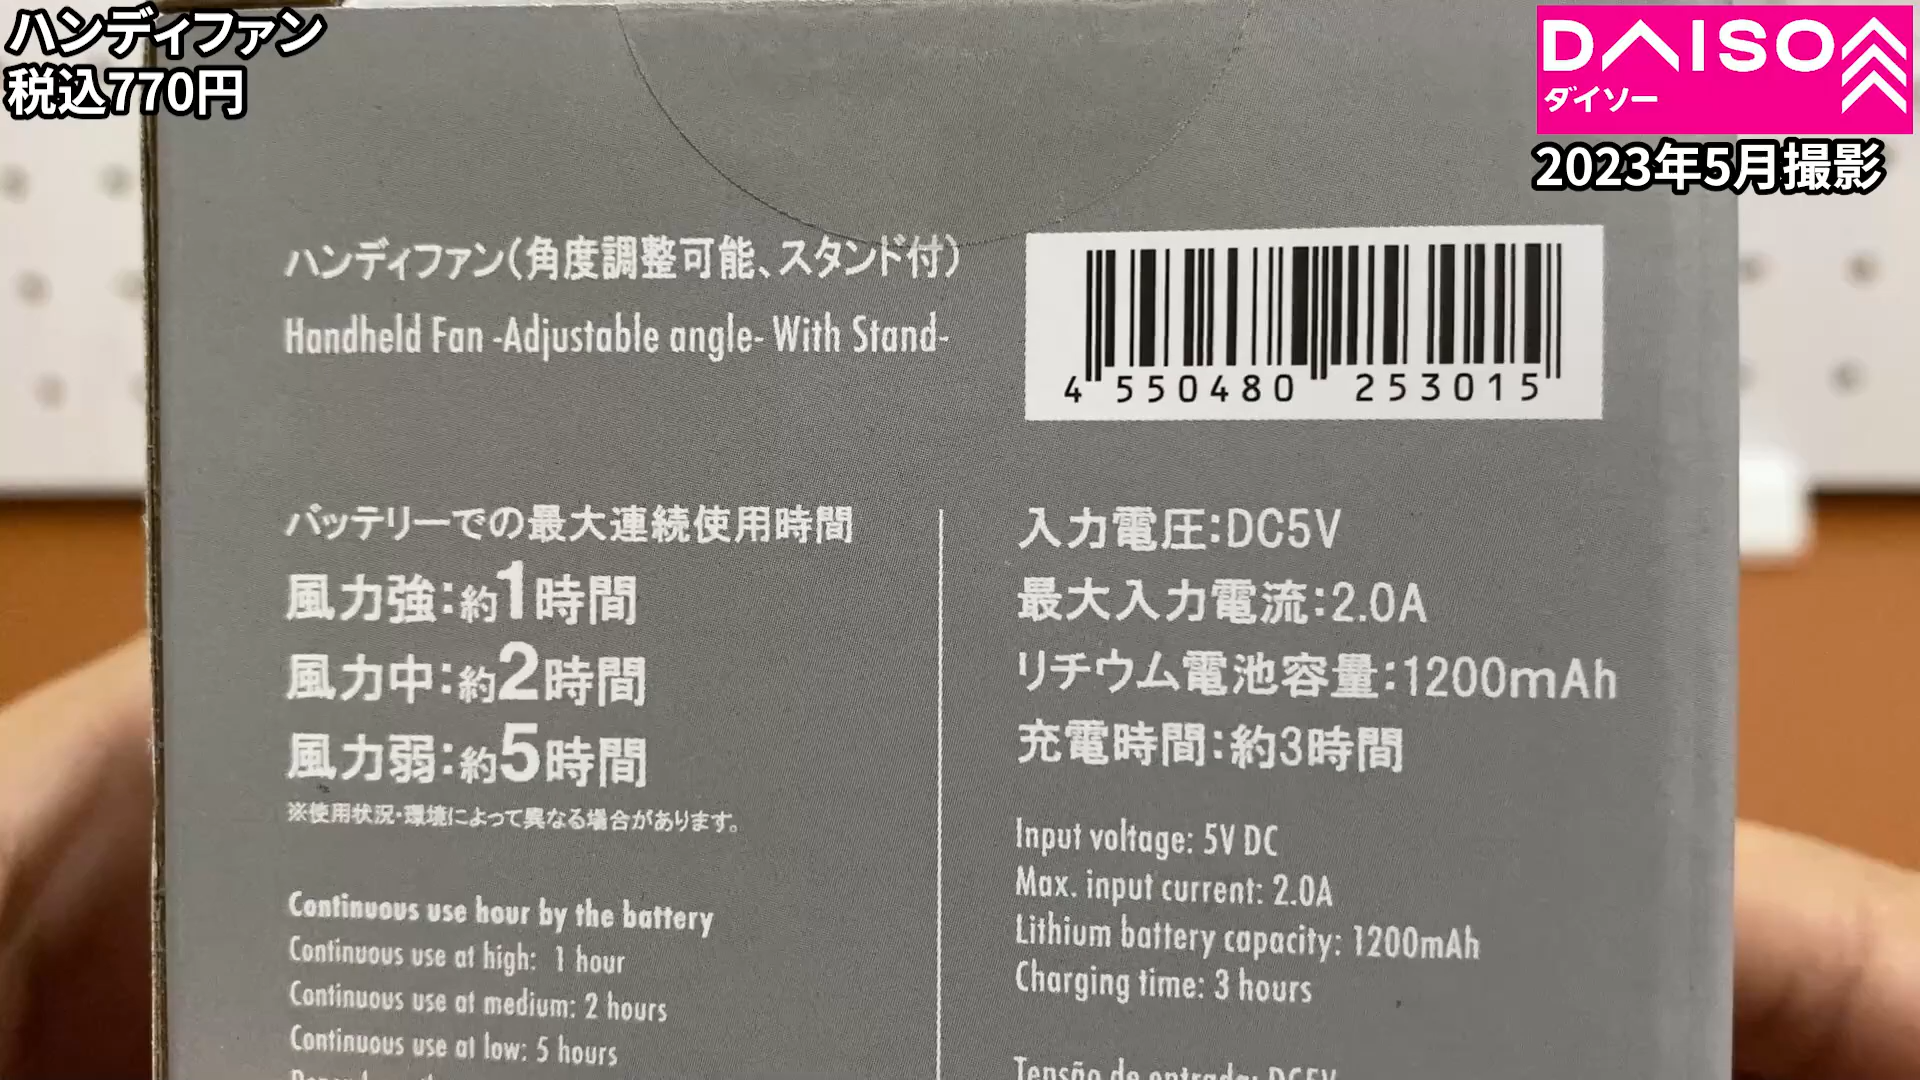 ハンディファン
税込770円
DAISO
ダイソー
2023年5月撮影
ハンディファン(角度調整可能、スタンド付)
Handheld Fan -Adjustable angle- With Stand-
4 550480 253015
バッテリーでの最大連続使用時間
風力強:約1時間
風力中:約2時間
風力弱:約5時間
※使用状況・環境によって異なる場合があります。
Continuous use hour by the battery
Continuous use at high: 1 hour
Continuous use at medium: 2 hours
Continuous use at low: 5 hours
入力電圧:DC5V
最大入力電流:2.0A
リチウム電池容量:1200mAh
充電時間:約3時間
Input voltage: 5V DC
Max. input current: 2.0A
Lithium battery capacity: 1200mAh
Charging time: 3 hours
Tensão de entrada: DC5V